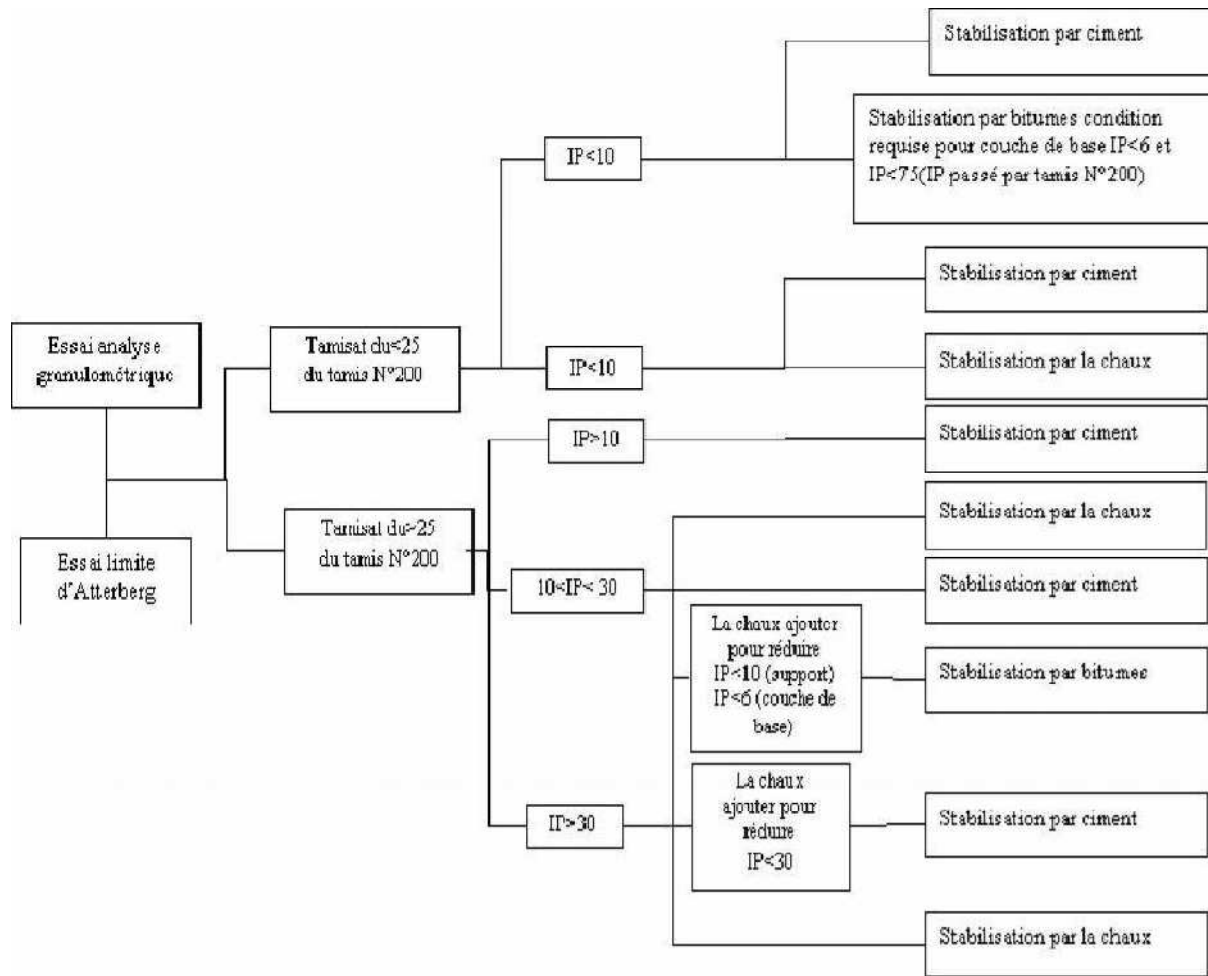 Stabilisation par ciment
Stabilisation par bitumes condition
requise pour couche de base IP<6 et
IP<75(IP passé par tamis N°200)
IP<10
Stabilisation par ciment
Essai analyse
granulométrique
Tamisat du<25
du tamis N°200
IP<10
Stabilisation par la chaux
IP>10
Stabilisation par ciment
Essai limite
d'Atterberg
Tamisat du>25
du tamis N°200
Stabilisation par la chaux
10<IP< 30
Stabilisation par ciment
La chaux ajouter
pour réduire
IP<10 (support)
IP<6 (couche de
base)
Stabilisation par bitumes
IP>30
La chaux
ajouter pour
réduire
IP<30
Stabilisation par ciment
Stabilisation par la chaux